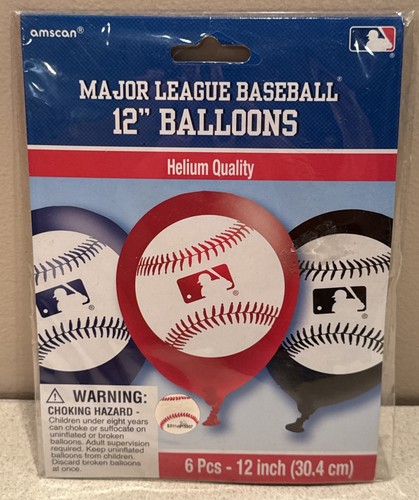 amscan®
MAJOR LEAGUE BASEBALL®
12" BALLOONS
Helium Quality
®
®
®
WARNING:
CHOKING HAZARD -
Children under eight years
can choke or suffocate on
uninflated or broken
balloons. Adult supervision
required. Keep uninflated
balloons from children.
Discard broken balloons
at once.
6 Pcs - 12 inch (30.4 cm)